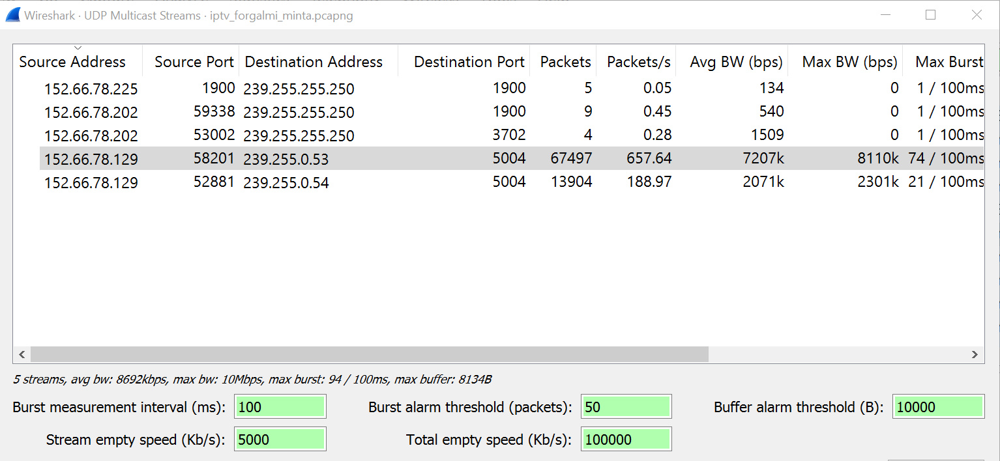 Wireshark · UDP Multicast Streams · iptv_forgalmi_minta.pcapng
Source Address Source Port Destination Address Destination Port Packets Packets/s Avg BW (bps) Max BW (bps) Max Burst
152.66.78.225 1900 239.255.255.250 1900 5 0.05 134 0 1 / 100ms
152.66.78.202 59338 239.255.255.250 1900 9 0.45 540 0 1 / 100ms
152.66.78.202 53002 239.255.255.250 3702 4 0.28 1509 0 1 / 100ms
152.66.78.129 58201 239.255.0.53 5004 67497 657.64 7207k 8110k 74 / 100ms
152.66.78.129 52881 239.255.0.54 5004 13904 188.97 2071k 2301k 21 / 100ms
5 streams, avg bw: 8692kbps, max bw: 10Mbps, max burst: 94 / 100ms, max buffer: 8134B
Burst measurement interval (ms): 100 Burst alarm threshold (packets): 50 Buffer alarm threshold (B): 10000
Stream empty speed (Kb/s): 5000 Total empty speed (Kb/s): 100000